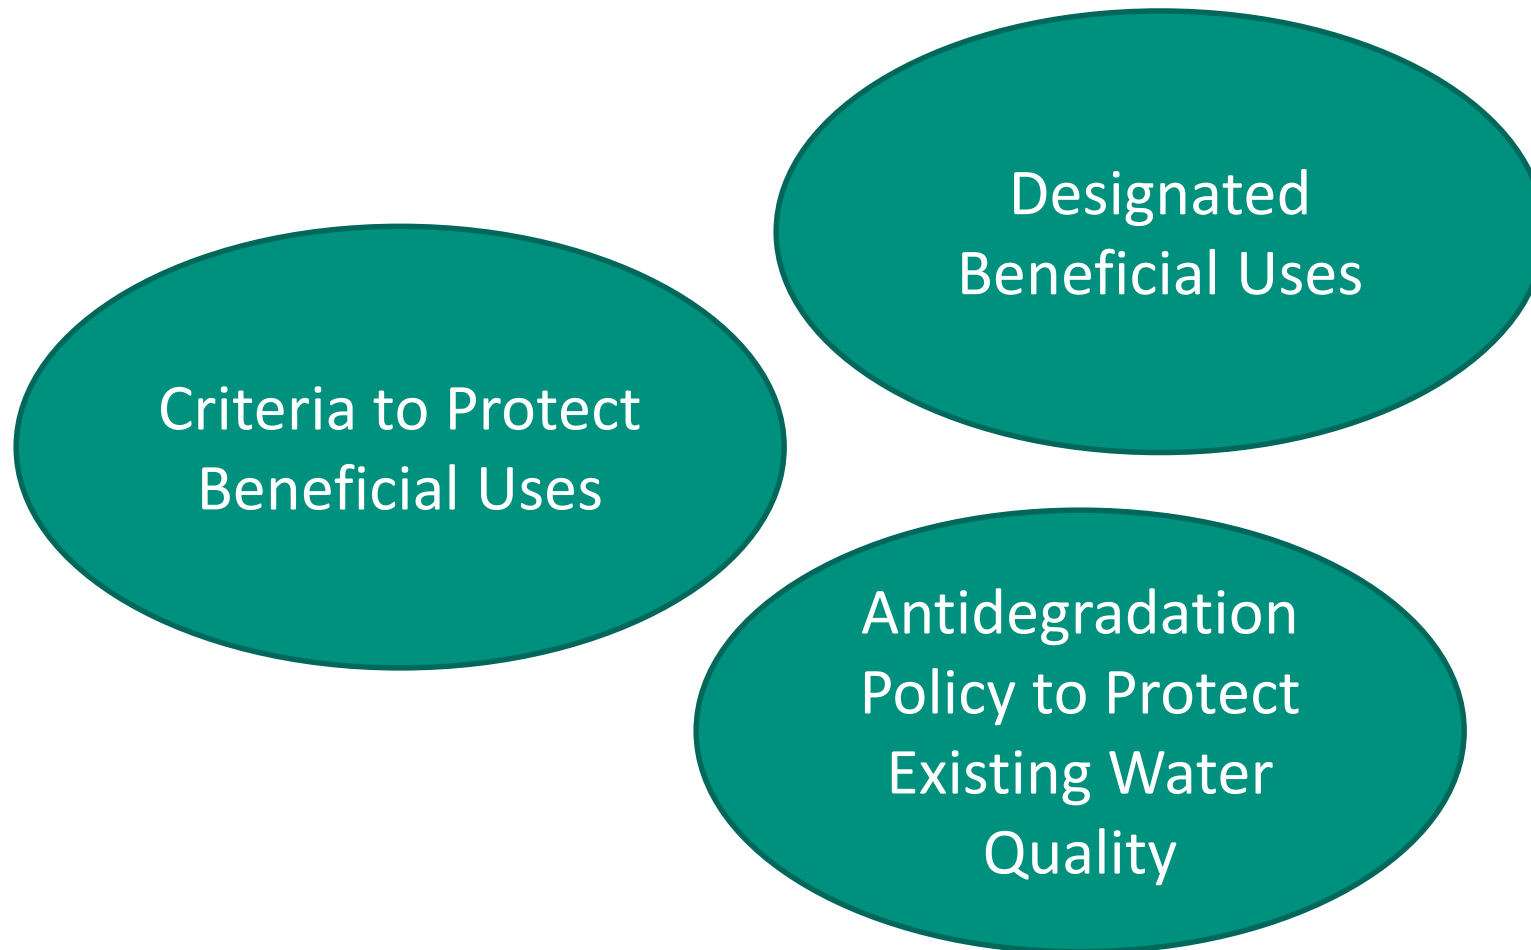 Designated
Beneficial Uses
Criteria to Protect
Beneficial Uses
Antidegradation
Policy to Protect
Existing Water
Quality